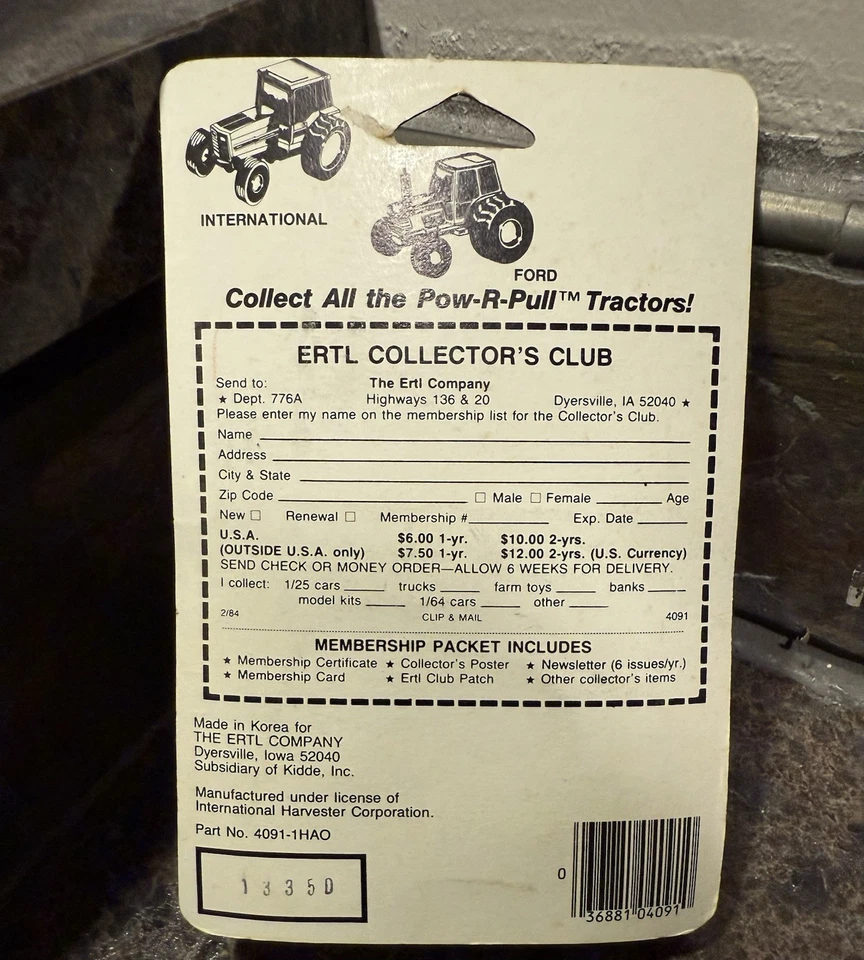 INTERNATIONAL
FORD
Collect All the Pow-R-Pull™ Tractors!
ERTL COLLECTOR'S CLUB
Send to: The Ertl Company
★ Dept. 776A Highways 136 & 20 Dyersville, IA 52040 ★
Please enter my name on the membership list for the Collector's Club.
Name
Address
City & State
Zip Code □ Male □ Female Age
New □ Renewal □ Membership # Exp. Date
U.S.A. $6.00 1-yr. $10.00 2-yrs.
(OUTSIDE U.S.A. only) $7.50 1-yr. $12.00 2-yrs. (U.S. Currency)
SEND CHECK OR MONEY ORDER—ALLOW 6 WEEKS FOR DELIVERY.
I collect: 1/25 cars trucks farm toys banks
model kits 1/64 cars other
2/84 CLIP & MAIL 4091
MEMBERSHIP PACKET INCLUDES
★ Membership Certificate ★ Collector's Poster ★ Newsletter (6 issues/yr.)
★ Membership Card ★ Ertl Club Patch ★ Other collector's items
Made in Korea for
THE ERTL COMPANY
Dyersville, Iowa 52040
Subsidiary of Kidde, Inc.
Manufactured under license of
International Harvester Corporation.
Part No. 4091-1HAO
13350
0 36881 04091